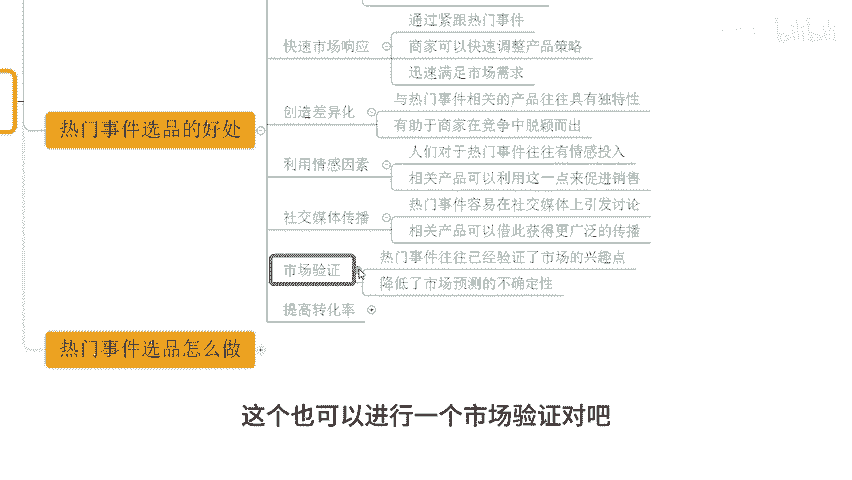 bilibili
通过紧跟热门事件
快速市场响应
商家可以快速调整产品策略
迅速满足市场需求
热门事件选品的好处
创造差异化
与热门事件相关的产品往往具有独特性
有助于商家在竞争中脱颖而出
利用情感因素
人们对于热门事件往往有情感投入
相关产品可以利用这一点来促进销售
社交媒体传播
热门事件容易在社交媒体上引发讨论
相关产品可以借此获得更广泛的传播
市场验证
热门事件往往已经验证了市场的兴趣点
降低了市场预测的不确定性
提高转化率
热门事件选品怎么做
这个也可以进行一个市场验证对吧